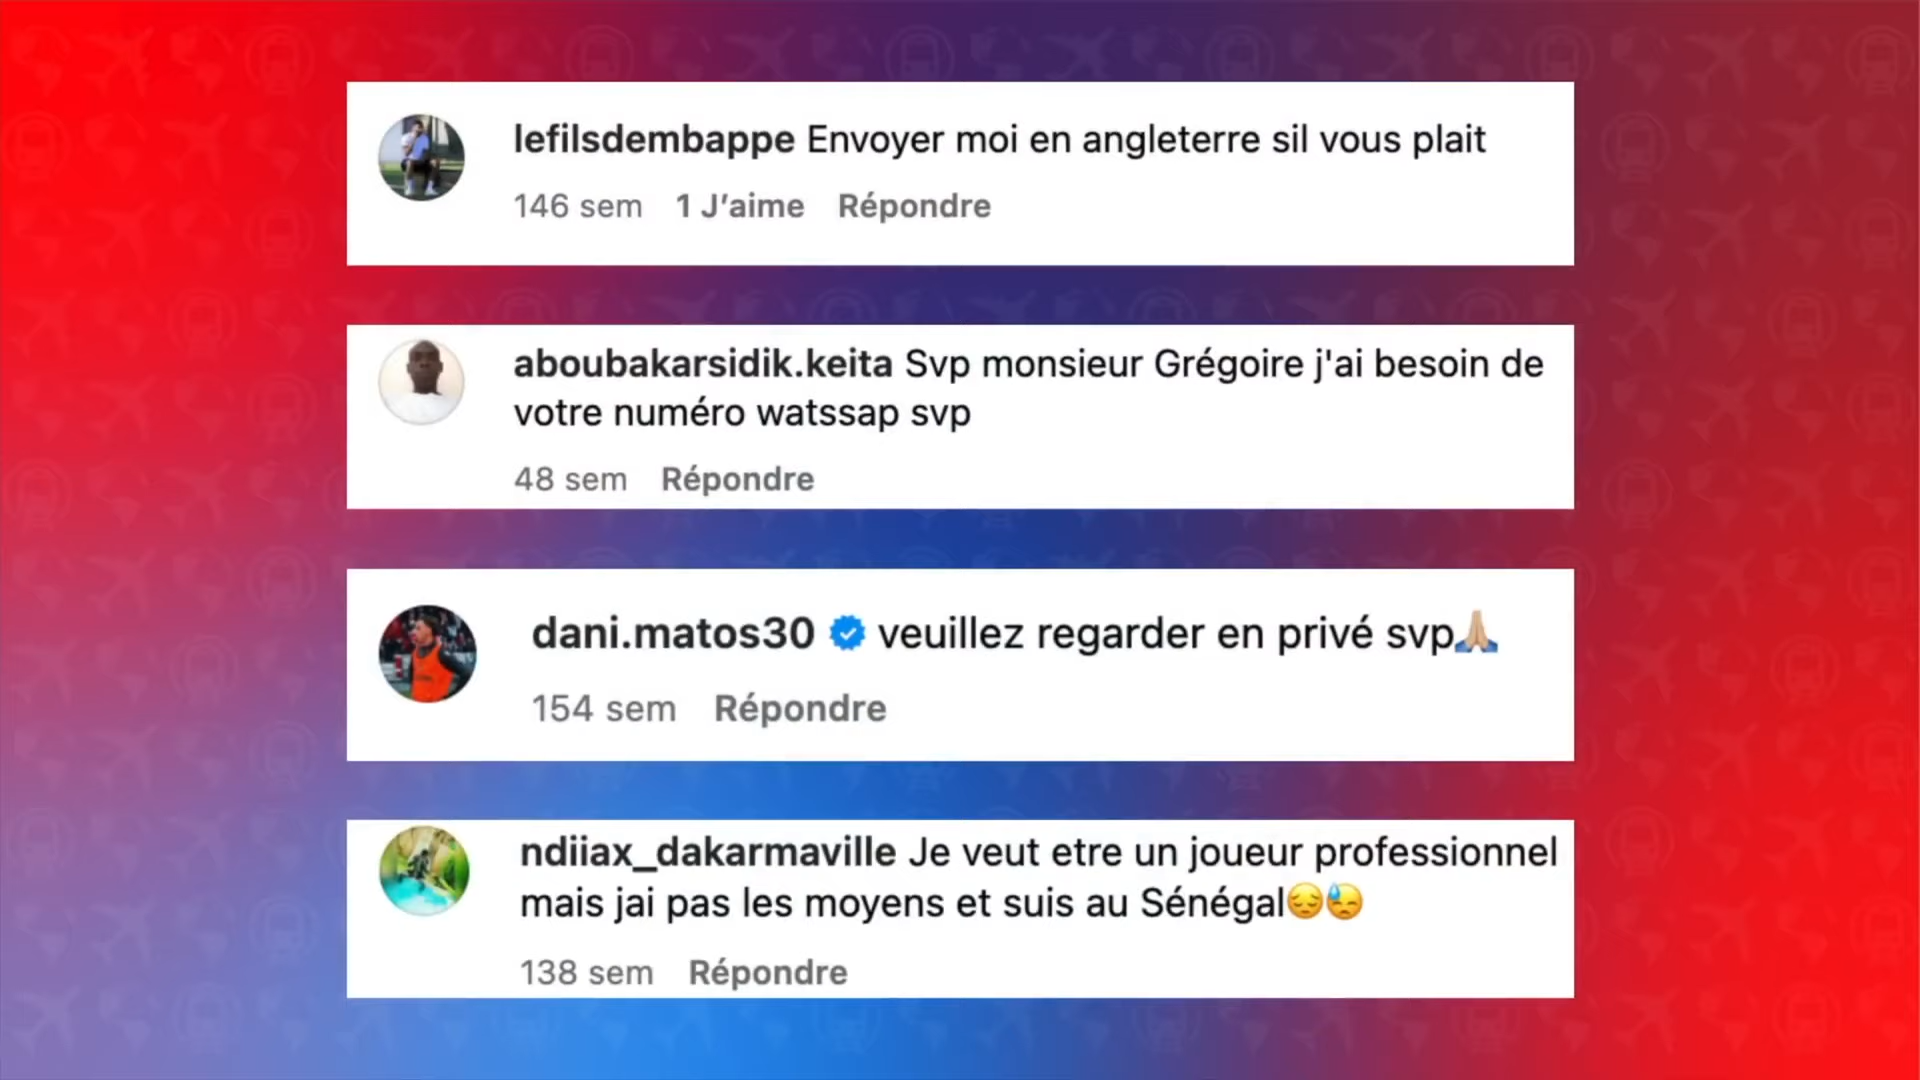 lefilsdembappe Envoyer moi en angleterre sil vous plait
146 sem 1 J’aime Répondre
aboubakarsidik.keita Svp monsieur Grégoire j'ai besoin de
votre numéro watssap svp
48 sem Répondre
dani.matos30 veuillez regarder en privé svp🙏🏼
154 sem Répondre
ndiiax_dakarmaville Je veut etre un joueur professionnel
mais jai pas les moyens et suis au Sénégal😔😓
138 sem Répondre